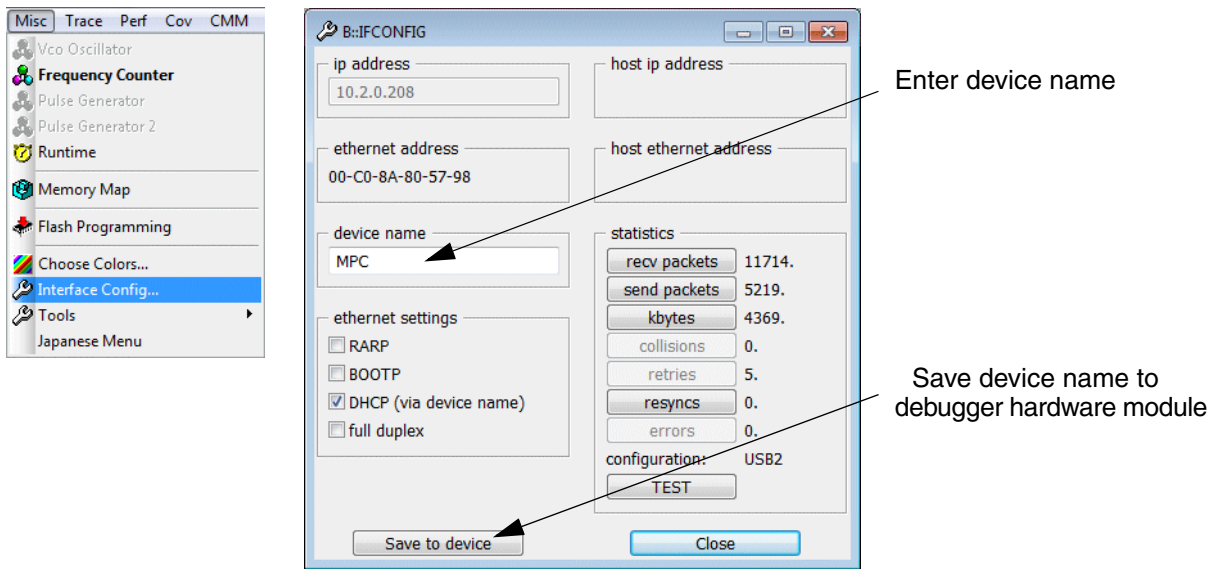 Misc Trace Perf Cov CMM
Vco Oscillator
Frequency Counter
Pulse Generator
Pulse Generator 2
Runtime
Memory Map
Flash Programming
Choose Colors...
Interface Config...
Tools
Japanese Menu
B::IFCONFIG
ip address
10.2.0.208
host ip address
ethernet address
00-C0-8A-80-57-98
host ethernet address
device name
MPC
ethernet settings
RARP
BOOTP
DHCP (via device name)
full duplex
statistics
recv packets 11714.
send packets 5219.
kbytes 4369.
collisions 0.
retries 5.
resyncs 0.
errors 0.
configuration: USB2
TEST
Save to device
Close
Enter device name
Save device name to
debugger hardware module